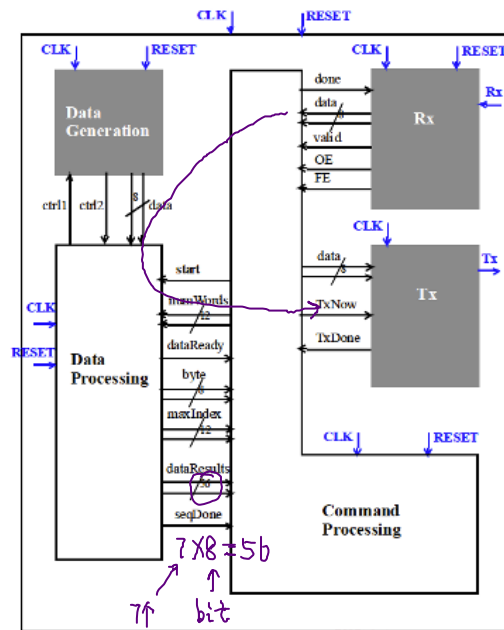 CLK RESET
CLK RESET
CLK RESET
Data
Generation
done
data
8
Rx
Rx
valid
OE
FE
ctrl1 ctrl2 8 data
CLK
data
8
Tx
Tx
start
numWords
12
TxNow
CLK
dataReady
TxDone
RESET
Data
Processing
byte
8
maxIndex
12
CLK RESET
dataResults
56
Command
Processing
seqDone
7×8=56
7个 bit